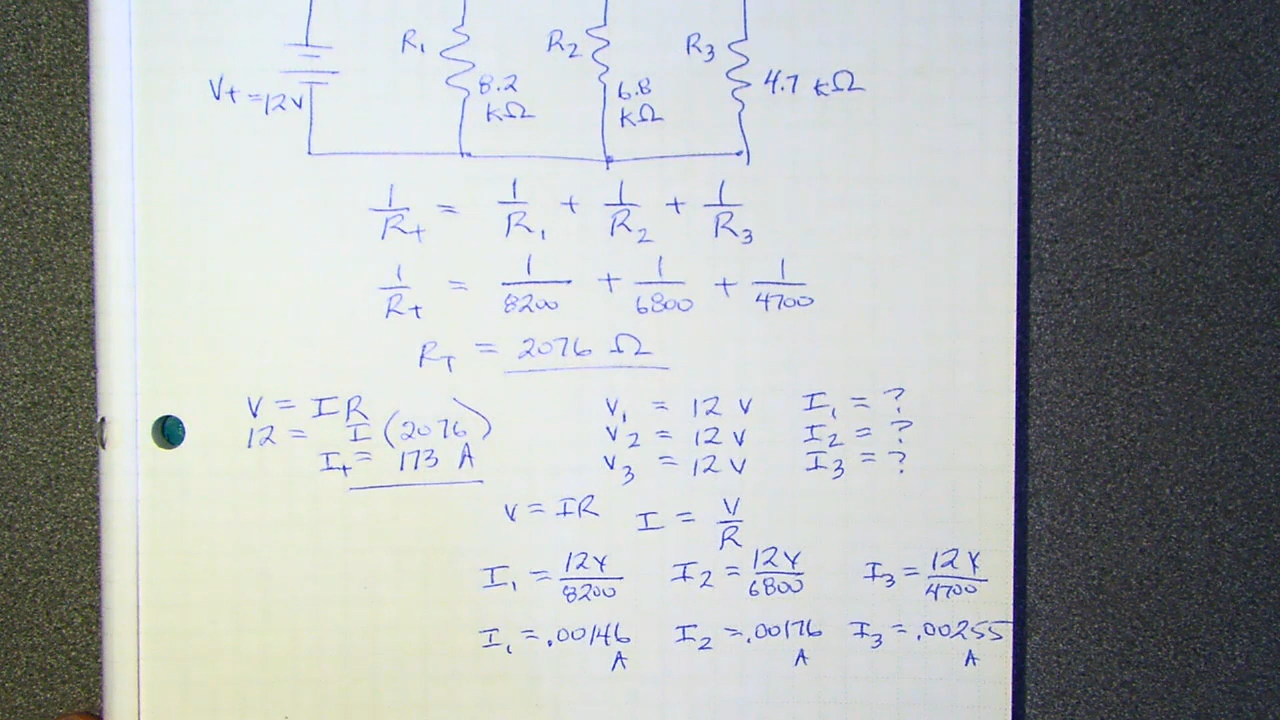 R₁ R₂ R₃
Vt = 12V 8.2 kΩ 6.8 kΩ 4.7 kΩ
1/Rt = 1/R₁ + 1/R₂ + 1/R₃
1/Rt = 1/8200 + 1/6800 + 1/4700
RT = 2076 Ω
V = IR V₁ = 12 V I₁ = ?
12 = I (2076) V₂ = 12 V I₂ = ?
It = 173 A V₃ = 12 V I₃ = ?
V = IR I = V/R
I₁ = 12V/8200 I₂ = 12V/6800 I₃ = 12V/4700
I₁ = .00146 A I₂ = .00176 A I₃ = .00255 A